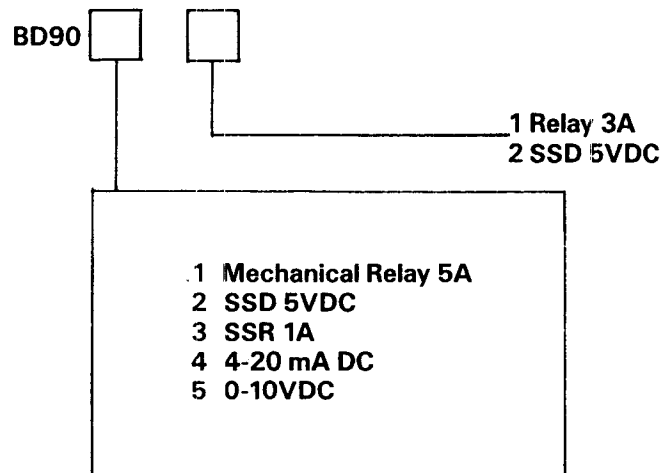 BD90
1 Relay 3A
2 SSD 5VDC
1 Mechanical Relay 5A
2 SSD 5VDC
3 SSR 1A
4 4-20 mA DC
5 0-10VDC